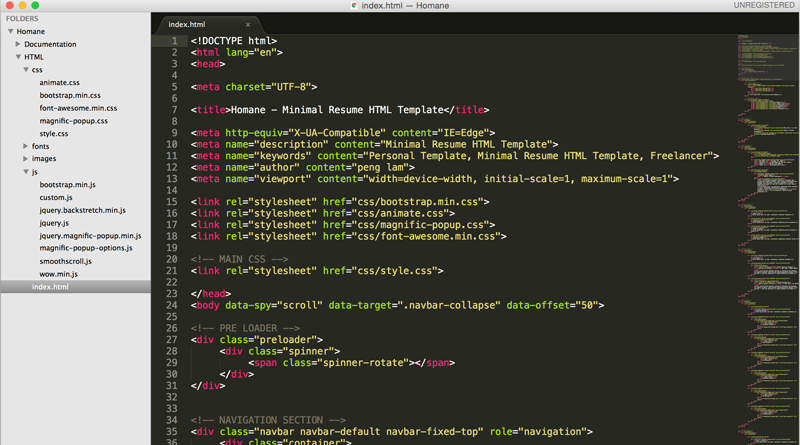 index.html — Homane
UNREGISTERED
FOLDERS
Homane
Documentation
HTML
css
animate.css
bootstrap.min.css
font-awesome.min.css
magnific-popup.css
style.css
fonts
images
js
bootstrap.min.js
custom.js
jquery.backstretch.min.js
jquery.js
jquery.magnific-popup.min.js
magnific-popup-options.js
smoothscroll.js
wow.min.js
index.html
index.html ×
1 <!DOCTYPE html>
2 <html lang="en">
3 <head>
4
5 <meta charset="UTF-8">
6
7 <title>Homane - Minimal Resume HTML Template</title>
8
9 <meta http-equiv="X-UA-Compatible" content="IE=Edge">
10 <meta name="description" content="Minimal Resume HTML Template">
11 <meta name="keywords" content="Personal Template, Minimal Resume HTML Template, Freelancer">
12 <meta name="author" content="peng lam">
13 <meta name="viewport" content="width=device-width, initial-scale=1, maximum-scale=1">
14
15 <link rel="stylesheet" href="css/bootstrap.min.css">
16 <link rel="stylesheet" href="css/animate.css">
17 <link rel="stylesheet" href="css/magnific-popup.css">
18 <link rel="stylesheet" href="css/font-awesome.min.css">
19
20 <!-- MAIN CSS -->
21 <link rel="stylesheet" href="css/style.css">
22
23 </head>
24 <body data-spy="scroll" data-target=".navbar-collapse" data-offset="50">
25
26 <!-- PRE LOADER -->
27 <div class="preloader">
28 <div class="spinner">
29 <span class="spinner-rotate"></span>
30 </div>
31 </div>
32
33
34 <!-- NAVIGATION SECTION -->
35 <div class="navbar navbar-default navbar-fixed-top" role="navigation">
36 <div class="container">